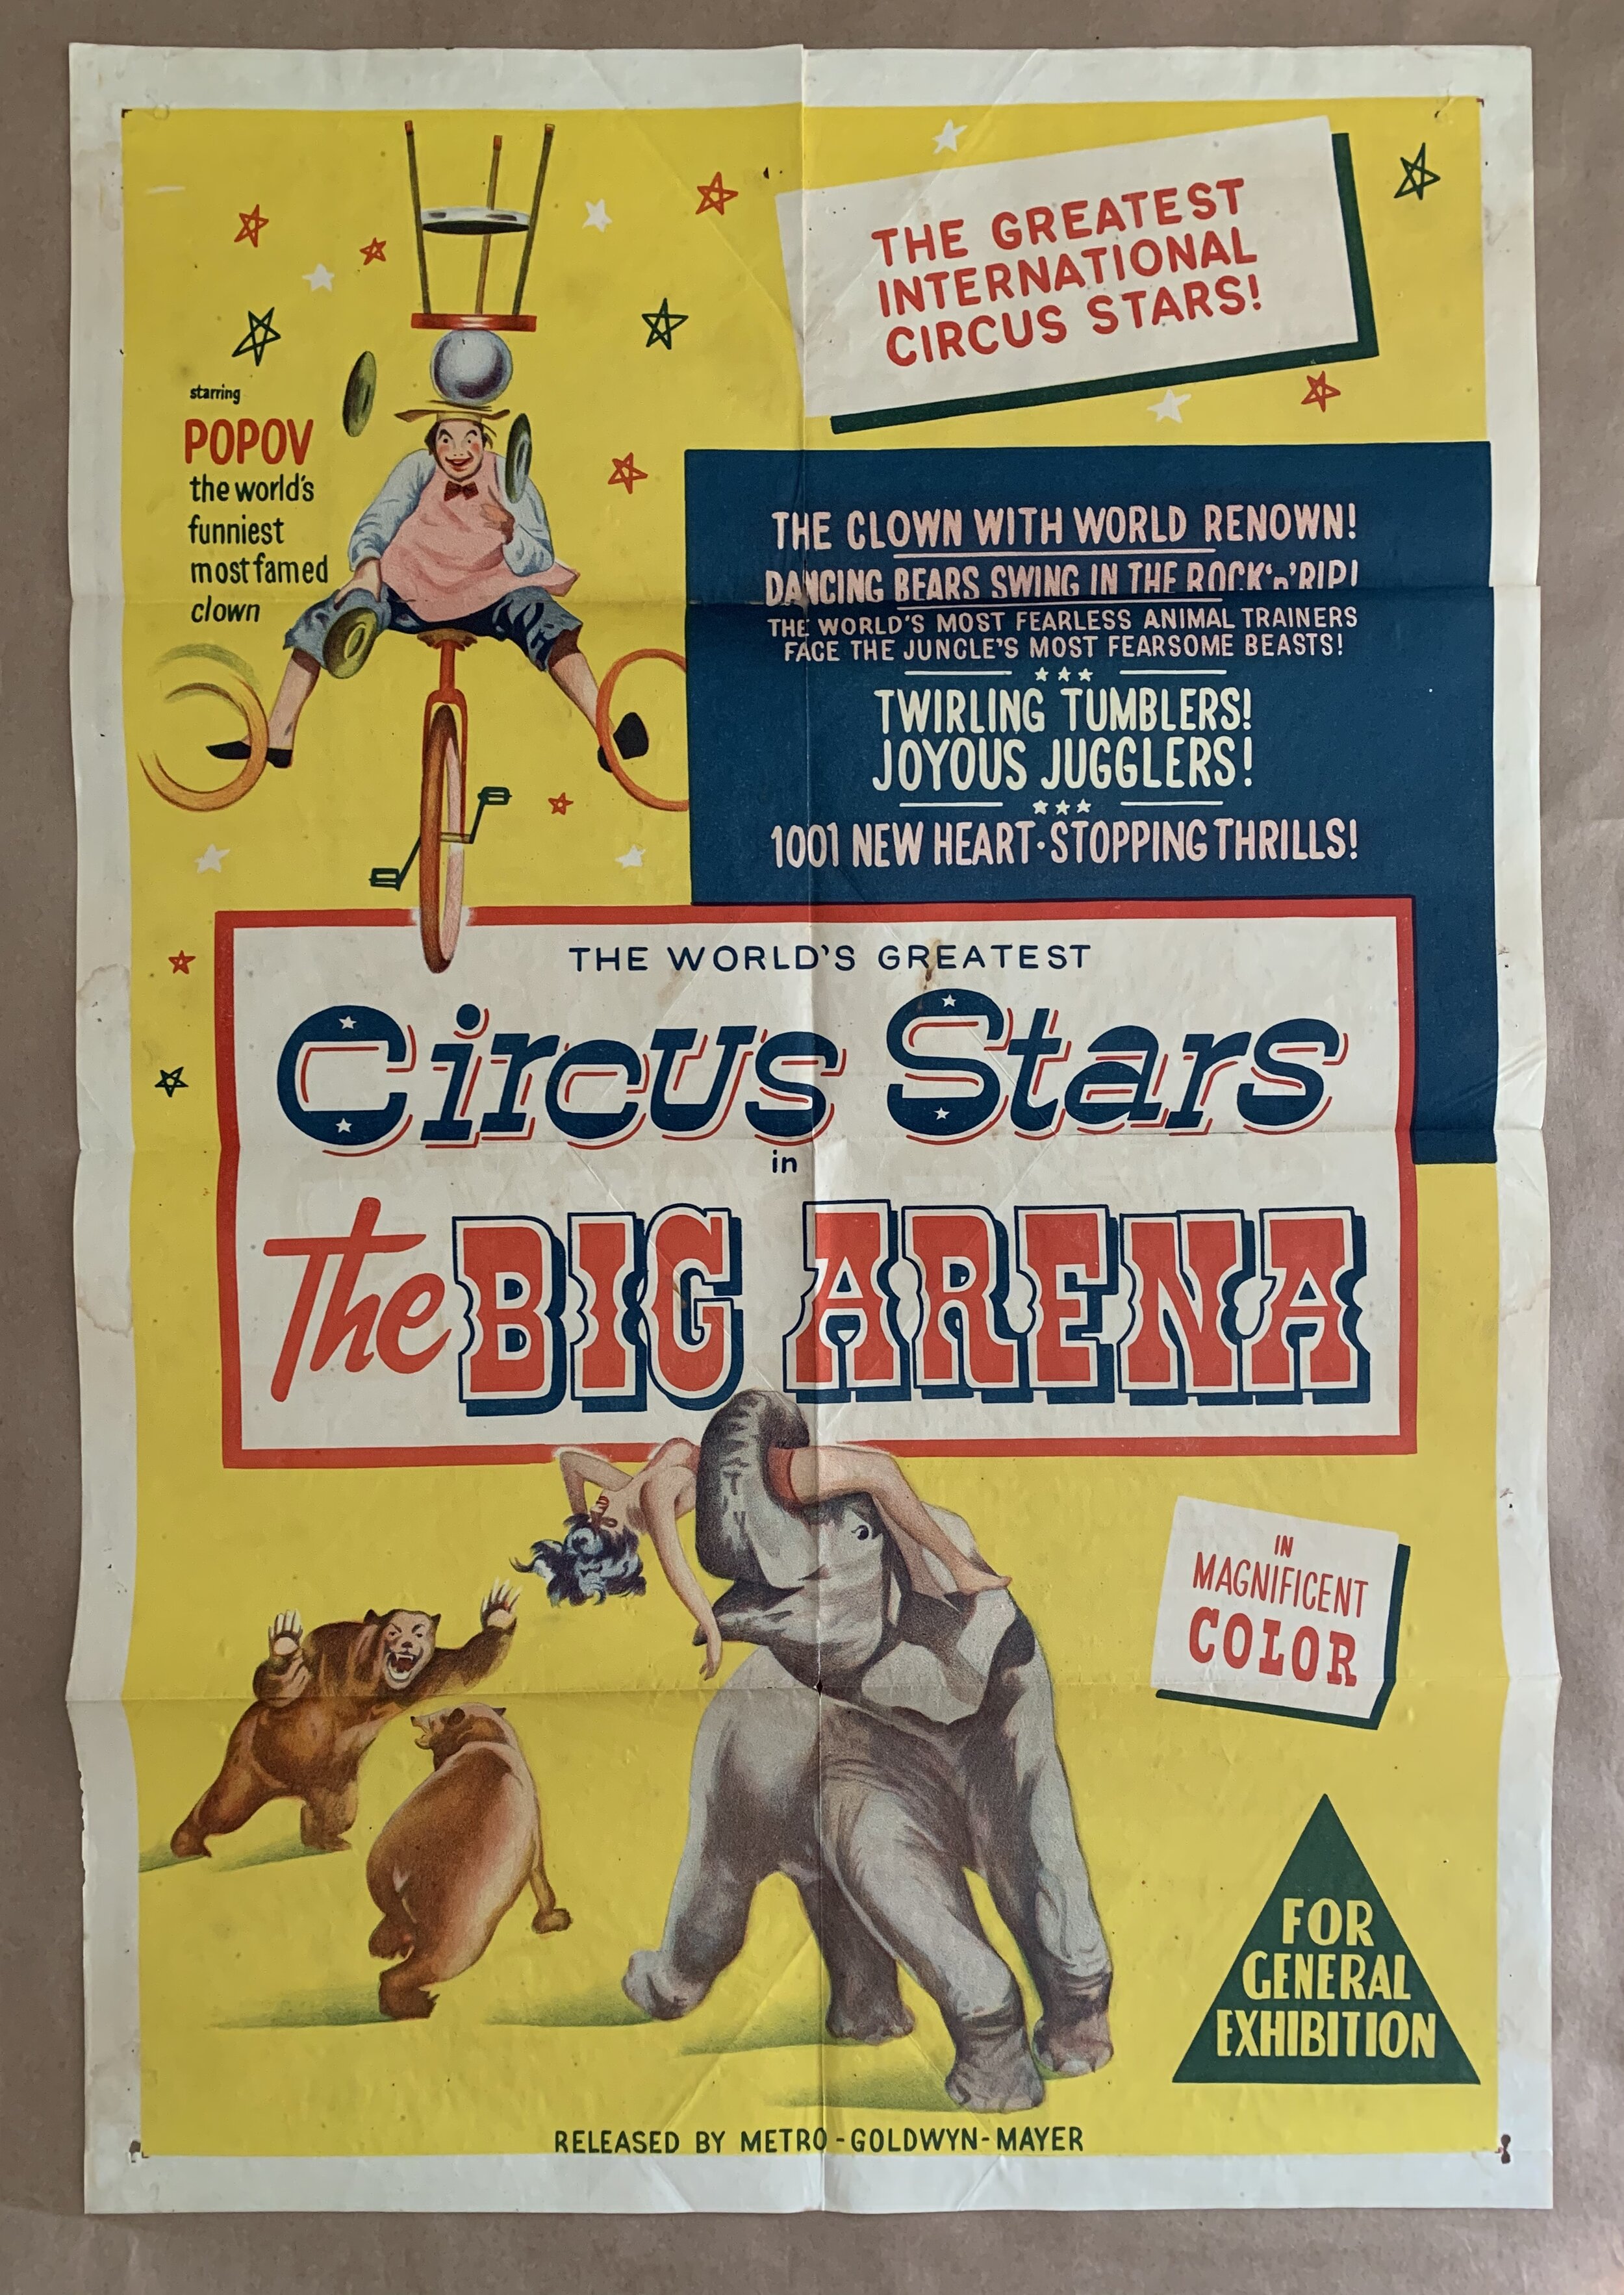 THE GREATEST
INTERNATIONAL
CIRCUS STARS!
starring
POPOV
the world's
funniest
most famed
clown
THE CLOWN WITH WORLD RENOWN!
DANCING BEARS SWING IN THE ROCK'n'RIP!
THE WORLD'S MOST FEARLESS ANIMAL TRAINERS
FACE THE JUNGLE'S MOST FEARSOME BEASTS!
TWIRLING TUMBLERS!
JOYOUS JUGGLERS!
1001 NEW HEART·STOPPING THRILLS!
THE WORLD'S GREATEST
Circus Stars
in
The BIG ARENA
IN
MAGNIFICENT
COLOR
FOR
GENERAL
EXHIBITION
RELEASED BY METRO-GOLDWYN-MAYER